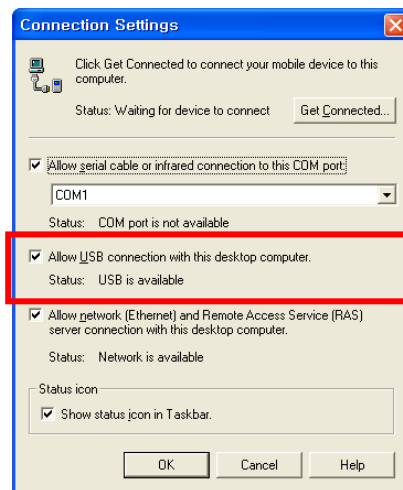 Connection Settings
Click Get Connected to connect your mobile device to this
computer.
Status: Waiting for device to connect
Get Connected...
Allow serial cable or infrared connection to this COM port:
COM1
Status: COM port is not available
Allow USB connection with this desktop computer.
Status: USB is available
Allow network (Ethernet) and Remote Access Service (RAS)
server connection with this desktop computer.
Status: Network is available
Status icon
Show status icon in Taskbar.
OK
Cancel
Help